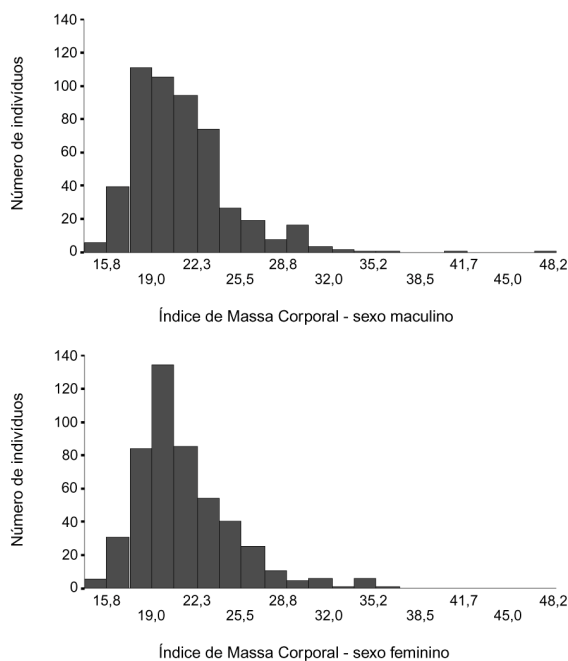 140
120
100
80
60
40
20
0
Número de indivíduos
15,8 22,3 28,8 35,2 41,7 48,2
19,0 25,5 32,0 38,5 45,0
Índice de Massa Corporal - sexo maculino
140
120
100
80
60
40
20
0
Número de indivíduos
15,8 22,3 28,8 35,2 41,7 48,2
19,0 25,5 32,0 38,5 45,0
Índice de Massa Corporal - sexo feminino